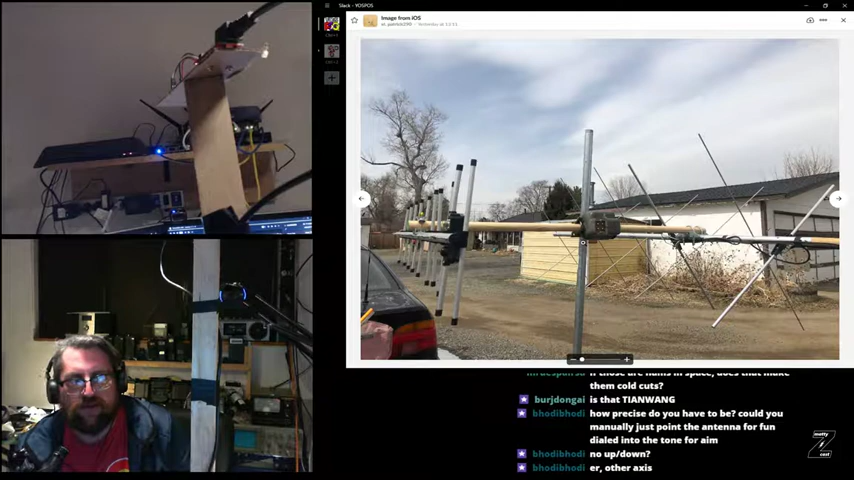 Slack - YOSPOS
Image from iOS
Yesterday at
if those are hams in space, does that make
them cold cuts?
burjdongai is that TIANWANG
bhodibhodi how precise do you have to be? could you
manually just point the antenna for fun
dialed into the tone for aim
bhodibhodi no up/down?
bhodibhodi er, other axis